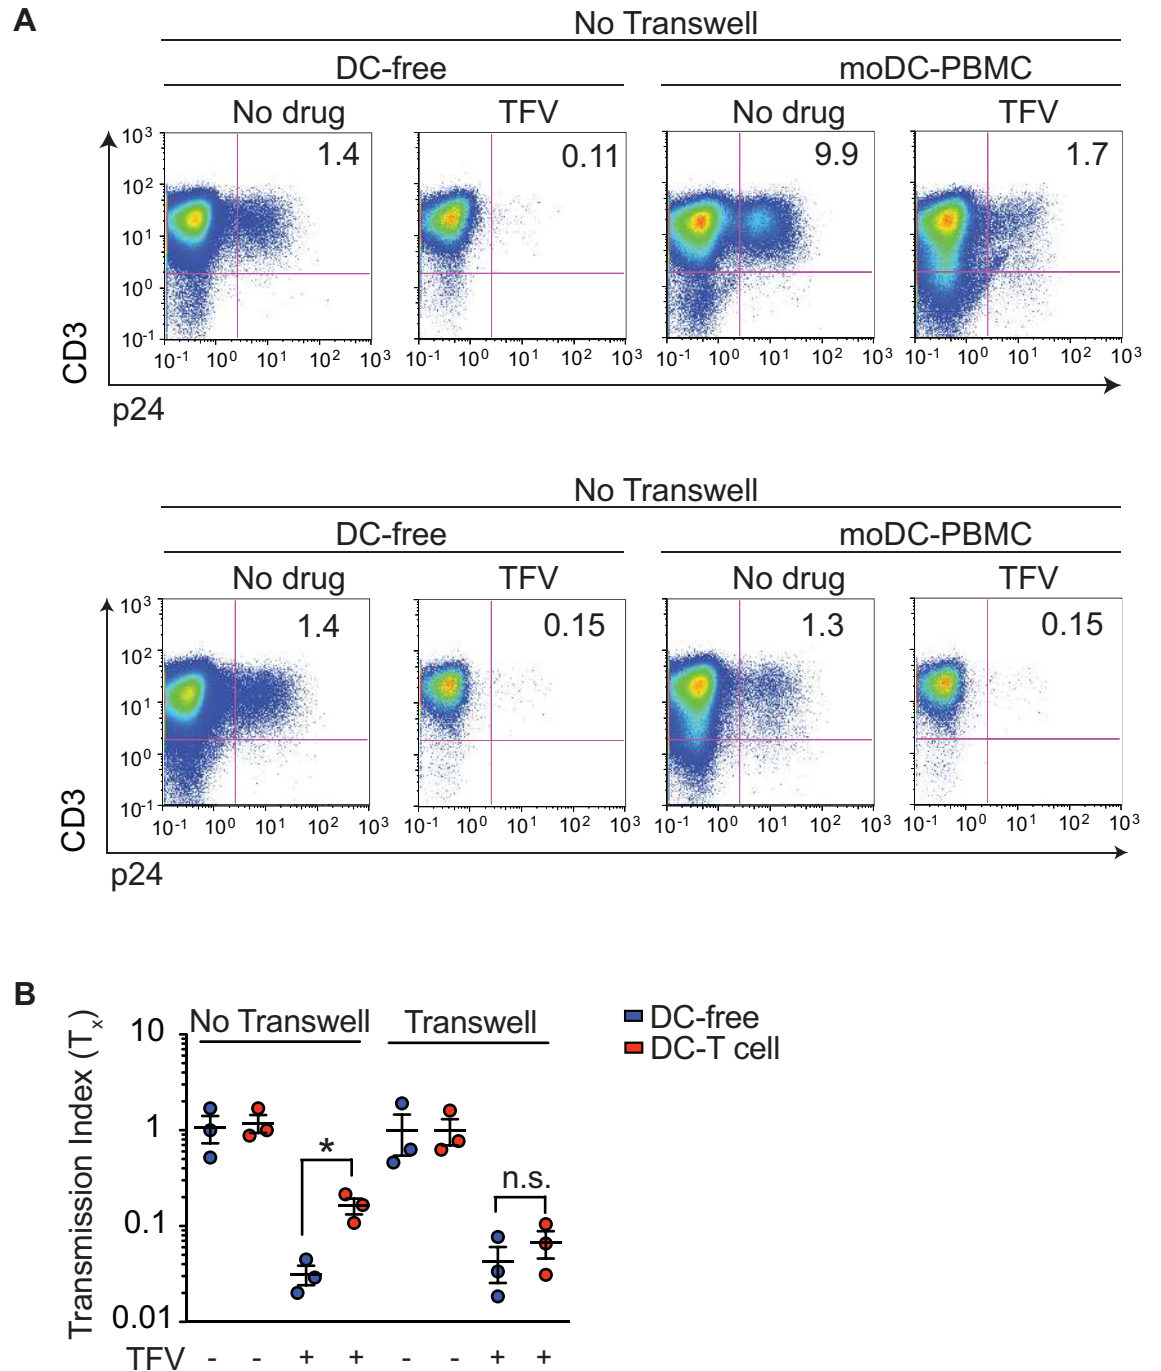 A
No Transwell
DC-free moDC-PBMC
No drug TFV No drug TFV
1.4 0.11 9.9 1.7
10³
10²
10¹
10⁰
10⁻¹
10⁻¹ 10⁰ 10¹ 10² 10³ 10⁻¹ 10⁰ 10¹ 10² 10³ 10⁻¹ 10⁰ 10¹ 10² 10³ 10⁻¹ 10⁰ 10¹ 10² 10³
CD3
p24
No Transwell
DC-free moDC-PBMC
No drug TFV No drug TFV
1.4 0.15 1.3 0.15
10³
10²
10¹
10⁰
10⁻¹
10⁻¹ 10⁰ 10¹ 10² 10³ 10⁻¹ 10⁰ 10¹ 10² 10³ 10⁻¹ 10⁰ 10¹ 10² 10³ 10⁻¹ 10⁰ 10¹ 10² 10³
CD3
p24
B
Transmission Index (Tₓ)
No Transwell Transwell
DC-free
DC-T cell
10
1
0.1
0.01
*
n.s.
TFV - - + + - - + +